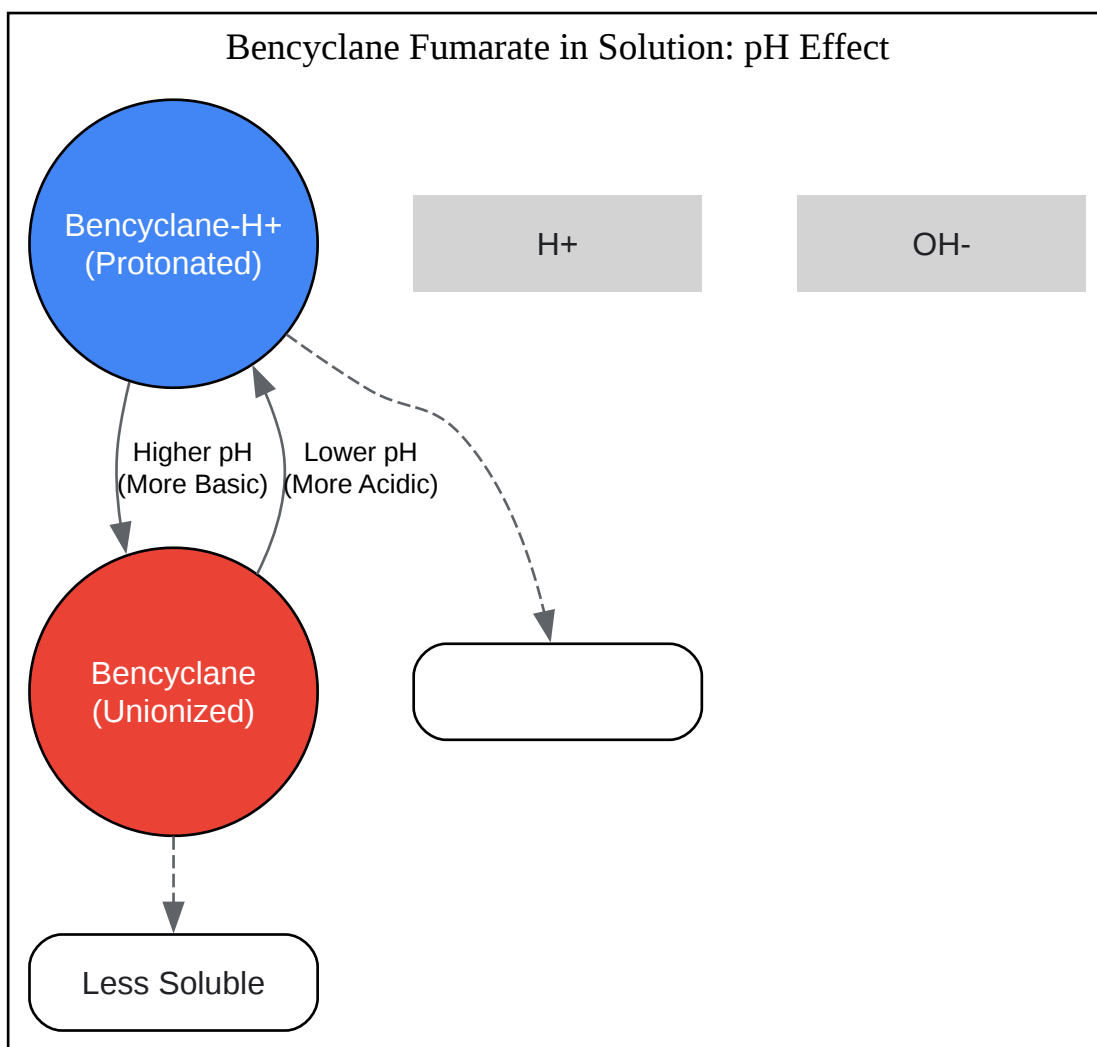 Bencyclane Fumarate in Solution: pH Effect
Bencyclane-H+
(Protonated)
H+
OH-
Higher pH
(More Basic)
Lower pH
(More Acidic)
Bencyclane
(Unionized)
Less Soluble